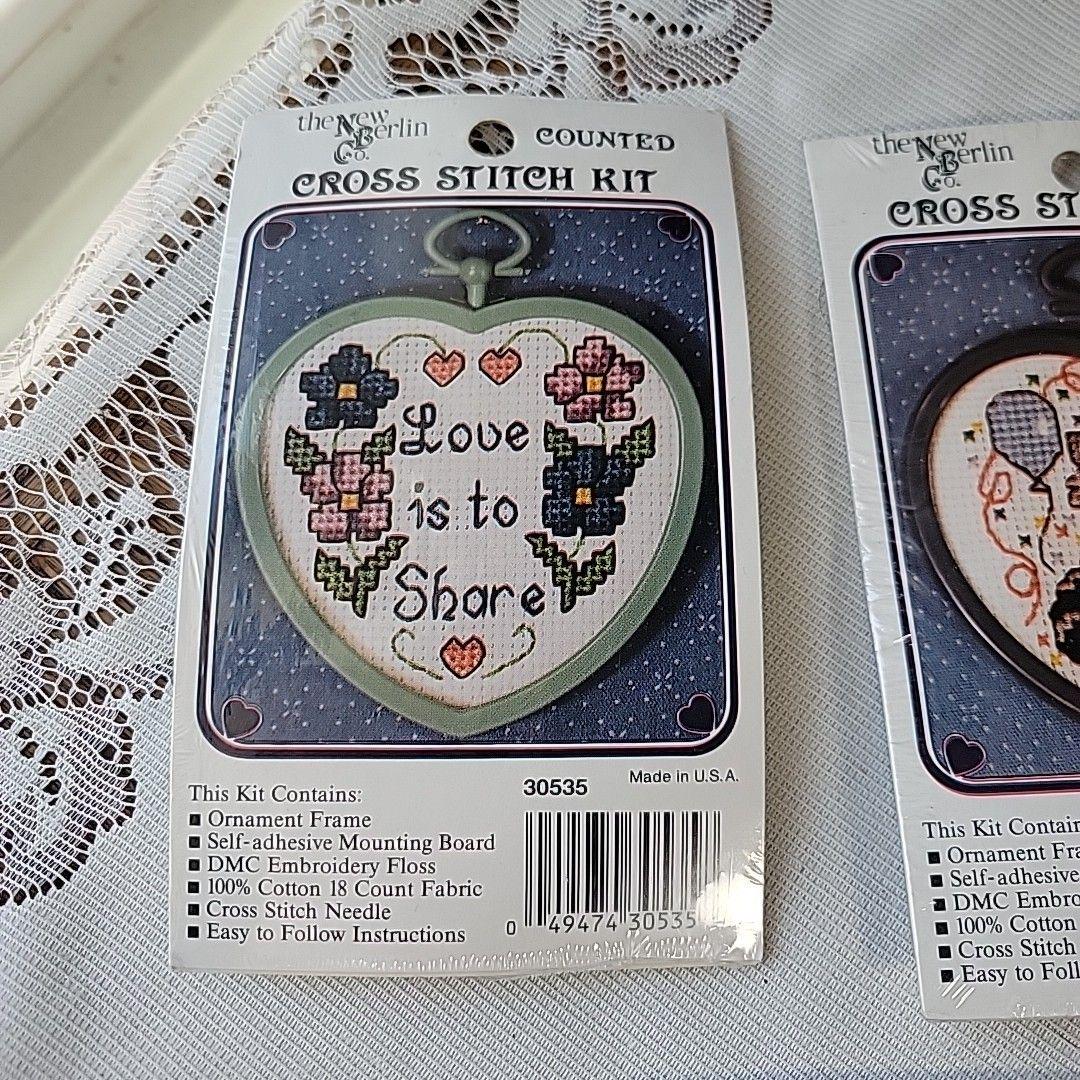 the New Berlin Co.
COUNTED
CROSS STITCH KIT
Love
is to
Share
This Kit Contains:
■ Ornament Frame
■ Self-adhesive Mounting Board
■ DMC Embroidery Floss
■ 100% Cotton 18 Count Fabric
■ Cross Stitch Needle
■ Easy to Follow Instructions
30535
Made in U.S.A.
0 49474 30535
the New Berlin Co.
CROSS ST
This Kit Contain
■ Ornament Fra
■ Self-adhesive
■ DMC Embro
■ 100% Cotton
■ Cross Stitch
■ Easy to Foll